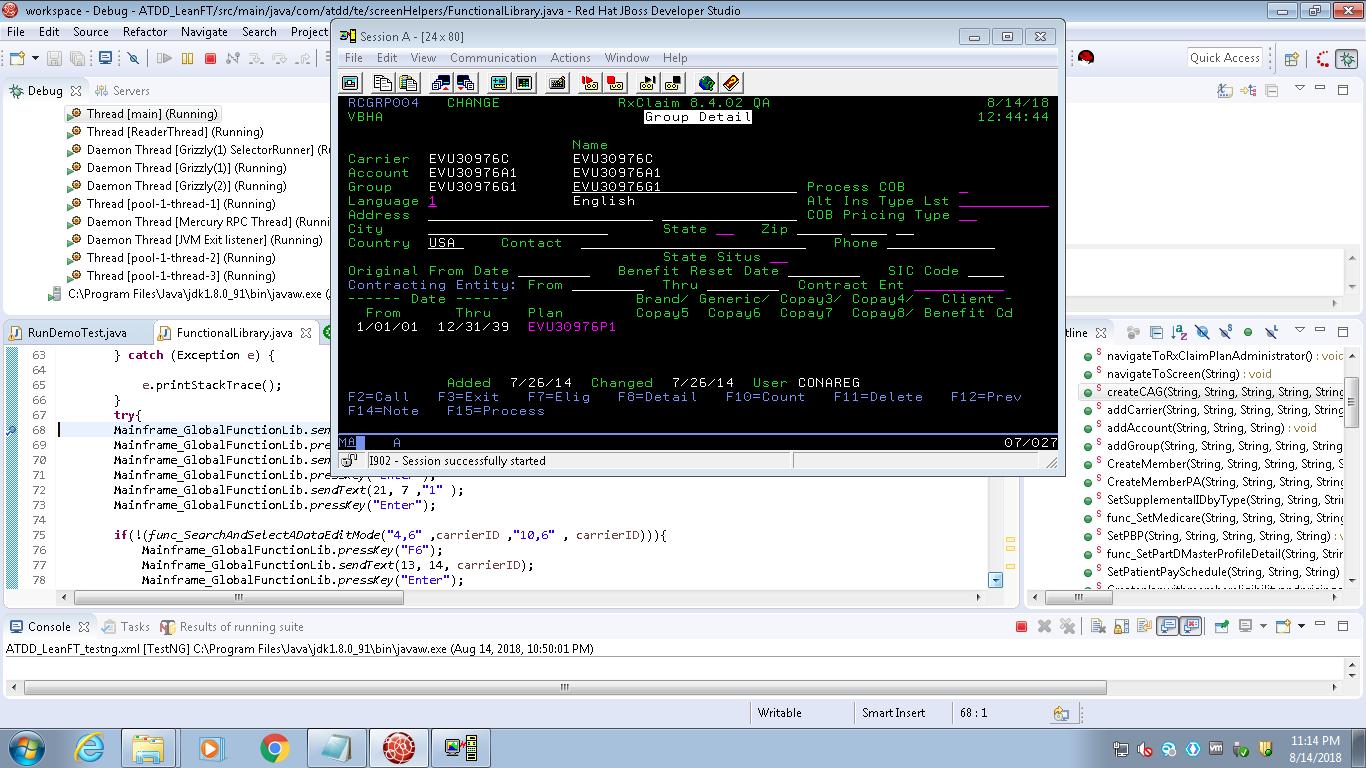 workspace - Debug - ATDD_LeanFT/src/main/java/com/atdd/te/screenHelpers/FunctionalLibrary.java - Red Hat JBoss Developer Studio
File Edit Source Refactor Navigate Search Project
Quick Access
Debug Servers
Thread [main] (Running)
Thread [ReaderThread] (Running)
Daemon Thread [Grizzly(1) SelectorRunner] (R
Daemon Thread [Grizzly(1)] (Running)
Daemon Thread [Grizzly(2)] (Running)
Thread [pool-1-thread-1] (Running)
Daemon Thread [Mercury RPC Thread] (Running)
Daemon Thread [JVM Exit listener] (Running)
Thread [pool-1-thread-2] (Running)
Thread [pool-1-thread-3] (Running)
C:\Program Files\Java\jdk1.8.0_91\bin\javaw.exe (
Session A - [24 x 80]
File Edit View Communication Actions Window Help
RCGRP004 CHANGE RxClaim 8.4.02 QA 8/14/18
VBHA Group Detail 12:44:44
Name
Carrier EVU30976C EVU30976C
Account EVU30976A1 EVU30976A1
Group EVU30976G1 EVU30976G1 Process COB _
Language 1 English Alt Ins Type Lst
Address COB Pricing Type
City State Zip
Country USA Contact Phone
State Situs
Original From Date Benefit Reset Date SIC Code
Contracting Entity: From Thru Contract Ent
------ Date ------ Brand/ Generic/ Copay3/ Copay4/ - Client -
From Thru Plan Copay5 Copay6 Copay7 Copay8/ Benefit Cd
1/01/01 12/31/39 EVU30976P1
Added 7/26/14 Changed 7/26/14 User CONAREG
F2=Call F3=Exit F7=Elig F8=Detail F10=Count F11=Delete F12=Prev
F14=Note F15=Process
MA A 07/027
I902 - Session successfully started
RunDemoTest.java FunctionalLibrary.java
63 } catch (Exception e) {
64
65 e.printStackTrace();
66 }
67 try{
68 Mainframe_GlobalFunctionLib.sen
69 Mainframe_GlobalFunctionLib.pre
70 Mainframe_GlobalFunctionLib.sen
71 Mainframe_GlobalFunctionLib.pressKey("Enter");
72 Mainframe_GlobalFunctionLib.sendText(21, 7 ,"1" );
73 Mainframe_GlobalFunctionLib.pressKey("Enter");
74
75 if(!(func_SearchAndSelectADataEditMode("4,6" ,carrierID ,"10,6" , carrierID))){
76 Mainframe_GlobalFunctionLib.pressKey("F6");
77 Mainframe_GlobalFunctionLib.sendText(13, 14, carrierID);
78 Mainframe_GlobalFunctionLib.pressKey("Enter");
tline
navigateToRxClaimPlanAdministrator() : void
navigateToScreen(String) : void
createCAG(String, String, String, String, String
addCarrier(String, String, String, String, String
addAccount(String, String) : void
addGroup(String, String, String, String, String
CreateMember(String, String, String, String
CreateMemberPA(String, String, String, String
SetSupplementalIDbyType(String, String, String
func_SetMedicare(String, String, String, String
SetPBP(String, String, String, String, String) :
func_SetPartDMasterProfileDetail(String, Strin
SetPatientPaySchedule(String, String, String)
Console Tasks Results of running suite
ATDD_LeanFT_testng.xml [TestNG] C:\Program Files\Java\jdk1.8.0_91\bin\javaw.exe (Aug 14, 2018, 10:50:01 PM)
Writable Smart Insert 68 : 1
11:14 PM
8/14/2018